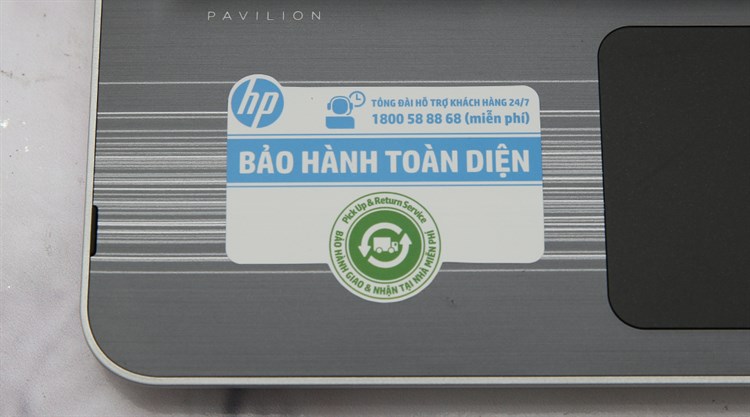 PAVILION
hp
TỔNG ĐÀI HỖ TRỢ KHÁCH HÀNG 24/7
1800 58 88 68 (miễn phí)
BẢO HÀNH TOÀN DIỆN
Pick Up & Return Service
BẢO HÀNH GIAO & NHẬN TẠI NHÀ MIỄN PHÍ